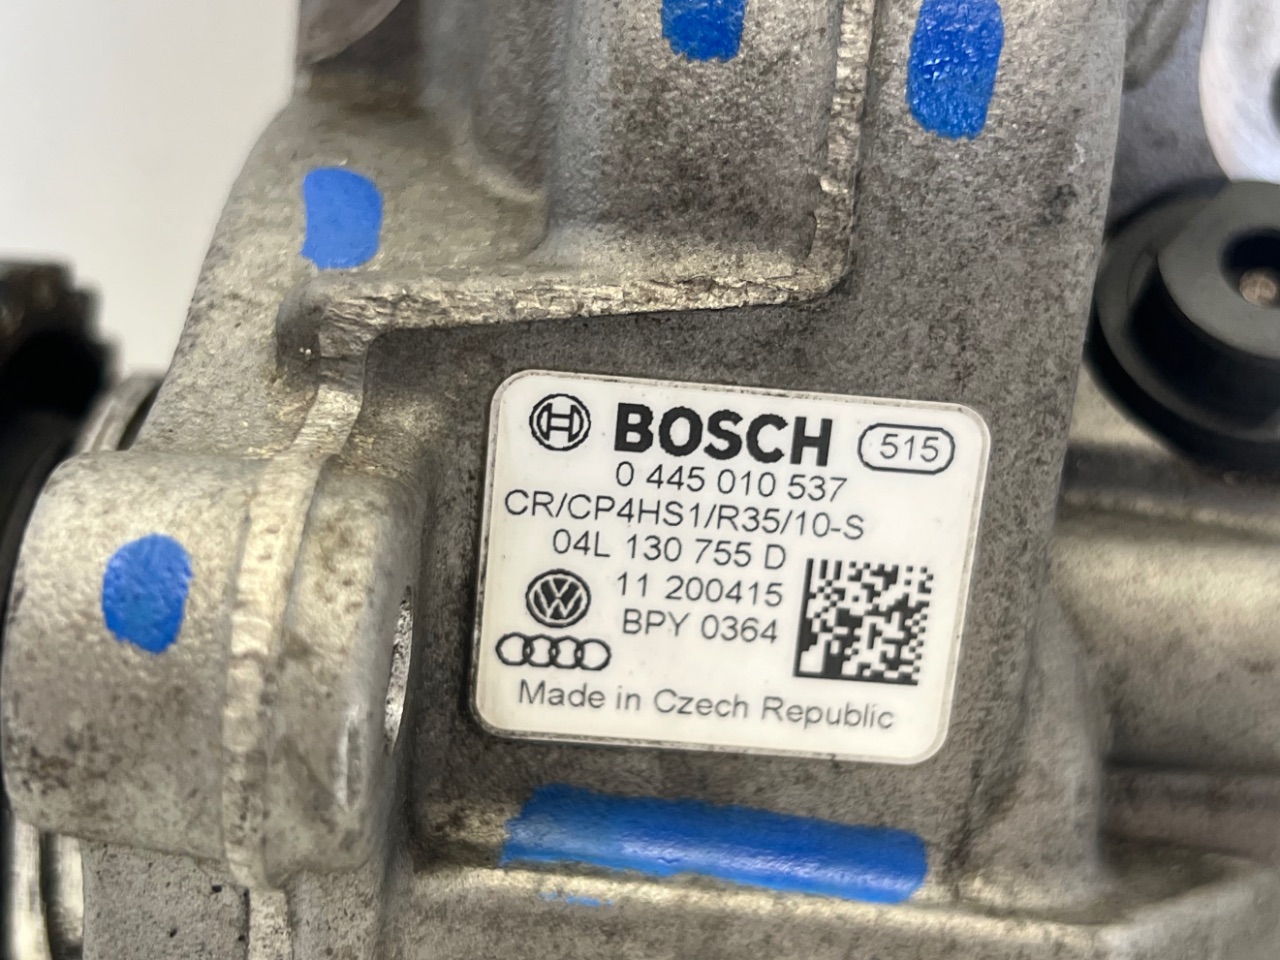 BOSCH 515
0 445 010 537
CR/CP4HS1/R35/10-S
04L 130 755 D
11 200415
BPY 0364
Made in Czech Republic